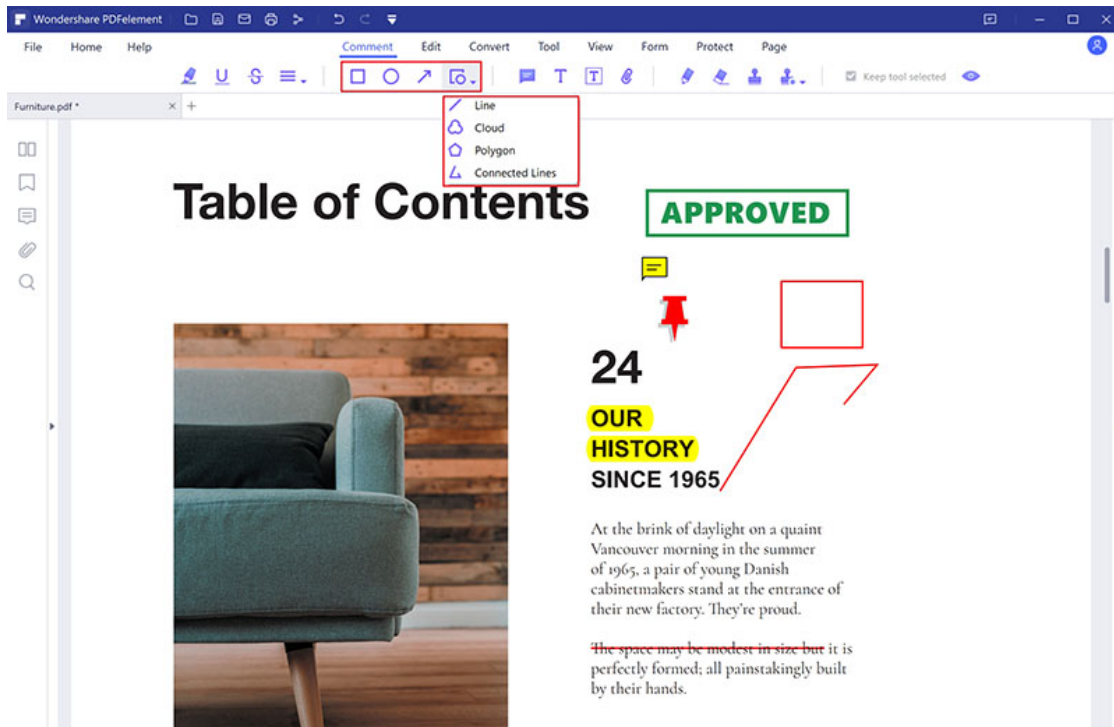 Wondershare PDFelement
File Home Help Comment Edit Convert Tool View Form Protect Page
Keep tool selected
Furniture.pdf *
Line
Cloud
Polygon
Connected Lines
Table of Contents
APPROVED
24
OUR
HISTORY
SINCE 1965
At the brink of daylight on a quaint
Vancouver morning in the summer
of 1965, a pair of young Danish
cabinetmakers stand at the entrance of
their new factory. They're proud.
The space may be modest in size but it is
perfectly formed; all painstakingly built
by their hands.